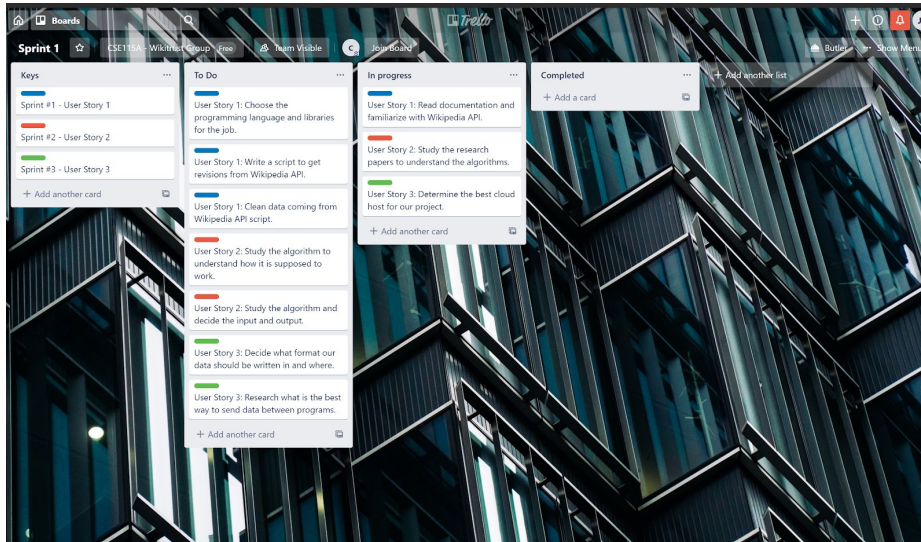 Boards
Trello
Sprint 1
CSE115A - Wikitrust Group Free
Team Visible
C
Join Board
Butler
··· Show Menu
Keys
Sprint #1 - User Story 1
Sprint #2 - User Story 2
Sprint #3 - User Story 3
+ Add another card
To Do
User Story 1: Choose the
programming language and libraries
for the job.
User Story 1: Write a script to get
revisions from Wikipedia API.
User Story 1: Clean data coming from
Wikipedia API script.
User Story 2: Study the algorithm to
understand how it is supposed to
work.
User Story 2: Study the algorithm and
decide the input and output.
User Story 3: Decide what format our
data should be written in and where.
User Story 3: Research what is the best
way to send data between programs.
+ Add another card
In progress
User Story 1: Read documentation and
familiarize with Wikipedia API.
User Story 2: Study the research
papers to understand the algorithms.
User Story 3: Determine the best cloud
host for our project.
+ Add another card
Completed
+ Add a card
+ Add another list